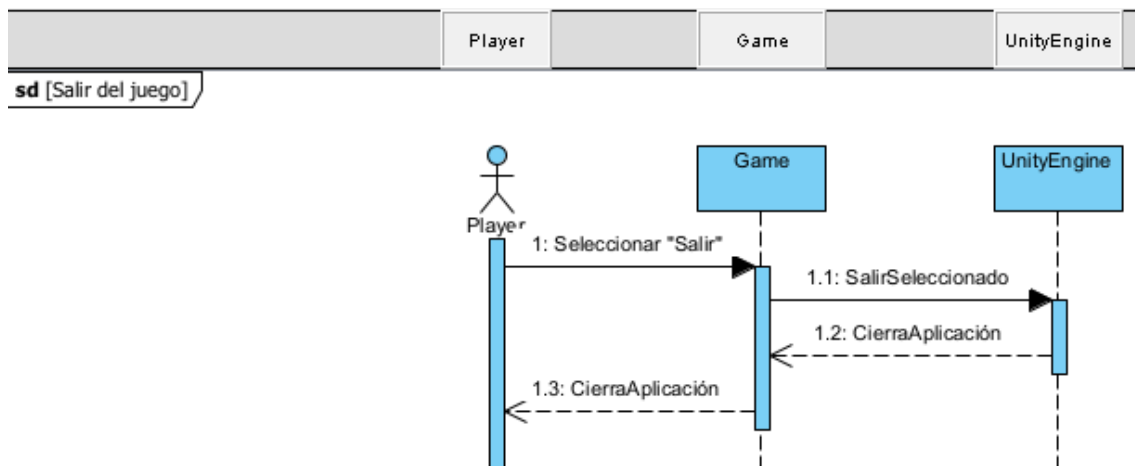 Player
Game
UnityEngine
sd [Salir del juego]
Game
UnityEngine
Player
1: Seleccionar "Salir"
1.1: SalirSeleccionado
1.2: CierraAplicación
1.3: CierraAplicación